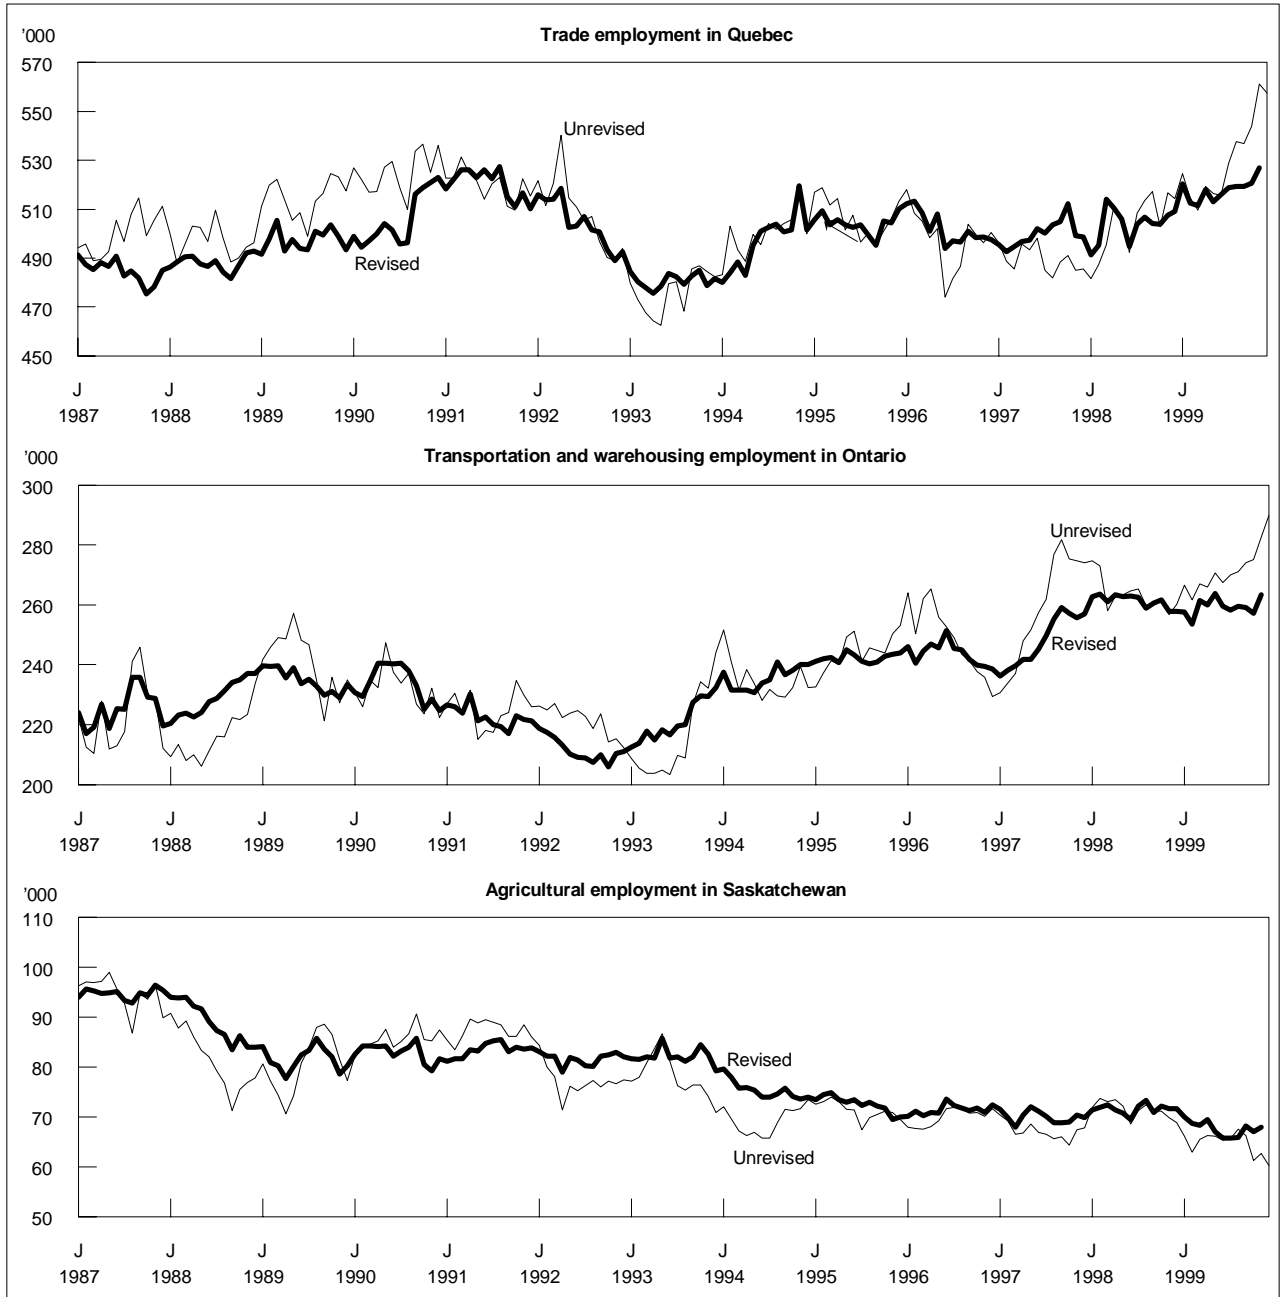 Trade employment in Quebec
’000
570
550
530
510
490
470
450
Unrevised
Revised
J J J J J J J J J J J J J
1987 1988 1989 1990 1991 1992 1993 1994 1995 1996 1997 1998 1999
Transportation and warehousing employment in Ontario
’000
300
280
260
240
220
200
Unrevised
Revised
J J J J J J J J J J J J J
1987 1988 1989 1990 1991 1992 1993 1994 1995 1996 1997 1998 1999
Agricultural employment in Saskatchewan
’000
110
100
90
80
70
60
50
Revised
Unrevised
J J J J J J J J J J J J J
1987 1988 1989 1990 1991 1992 1993 1994 1995 1996 1997 1998 1999